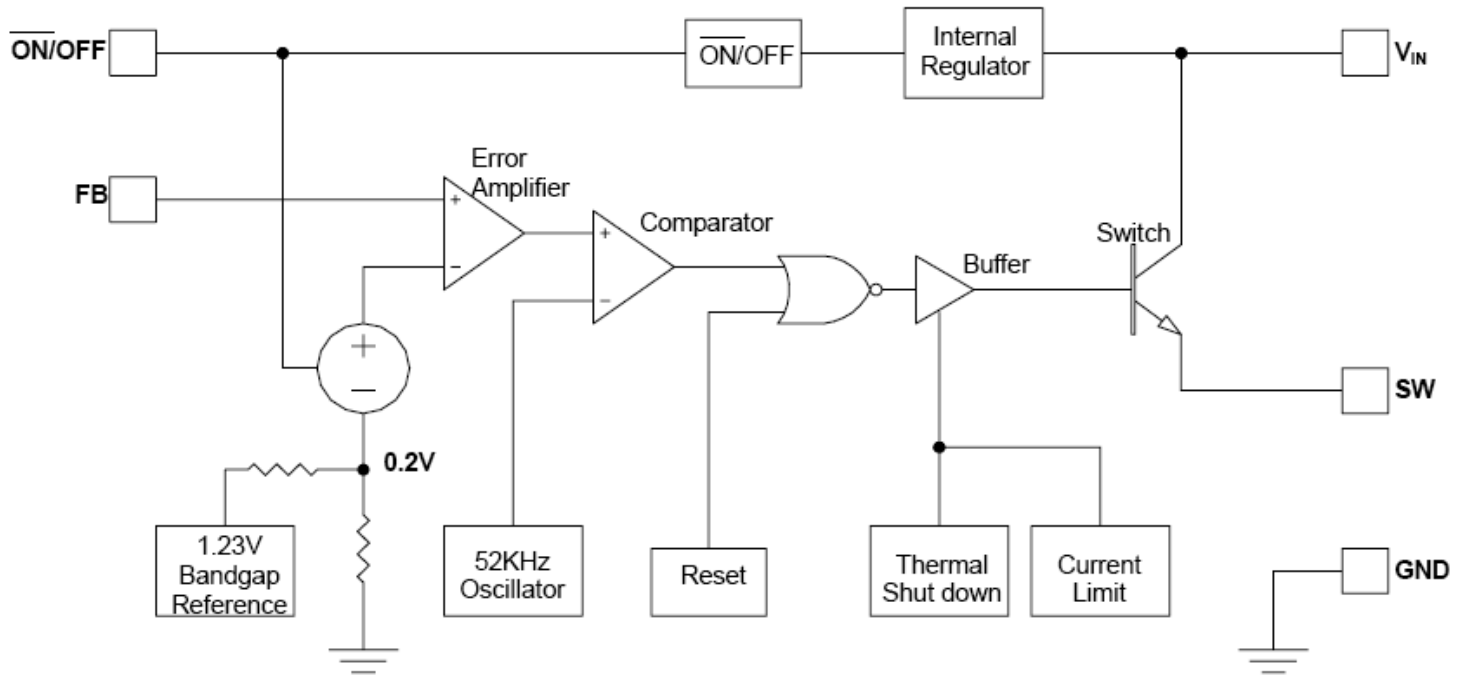 ON/OFF
ON/OFF
Internal
Regulator
VIN
FB
Error
Amplifier
+
−
Comparator
+
−
Buffer
Switch
+
−
0.2V
SW
1.23V
Bandgap
Reference
52KHz
Oscillator
Reset
Thermal
Shut down
Current
Limit
GND